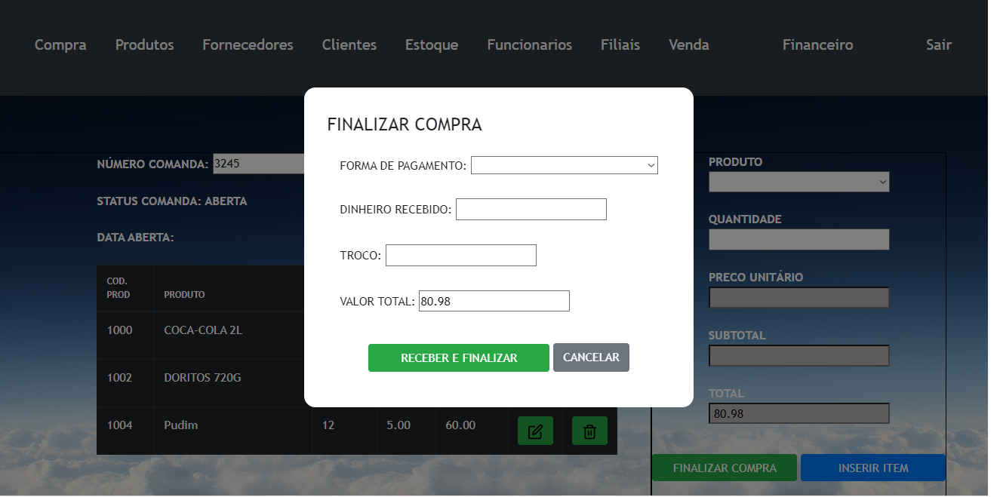 Compra Produtos Fornecedores Clientes Estoque Funcionarios Filiais Venda Financeiro Sair
FINALIZAR COMPRA
FORMA DE PAGAMENTO:
DINHEIRO RECEBIDO:
TROCO:
VALOR TOTAL: 80.98
RECEBER E FINALIZAR CANCELAR
NÚMERO COMANDA: 3245
STATUS COMANDA: ABERTA
DATA ABERTA:
COD.
PROD PRODUTO
1000 COCA-COLA 2L
1002 DORITOS 720G
1004 Pudim 12 5.00 60.00
PRODUTO
QUANTIDADE
PRECO UNITÁRIO
SUBTOTAL
TOTAL
80.98
FINALIZAR COMPRA INSERIR ITEM